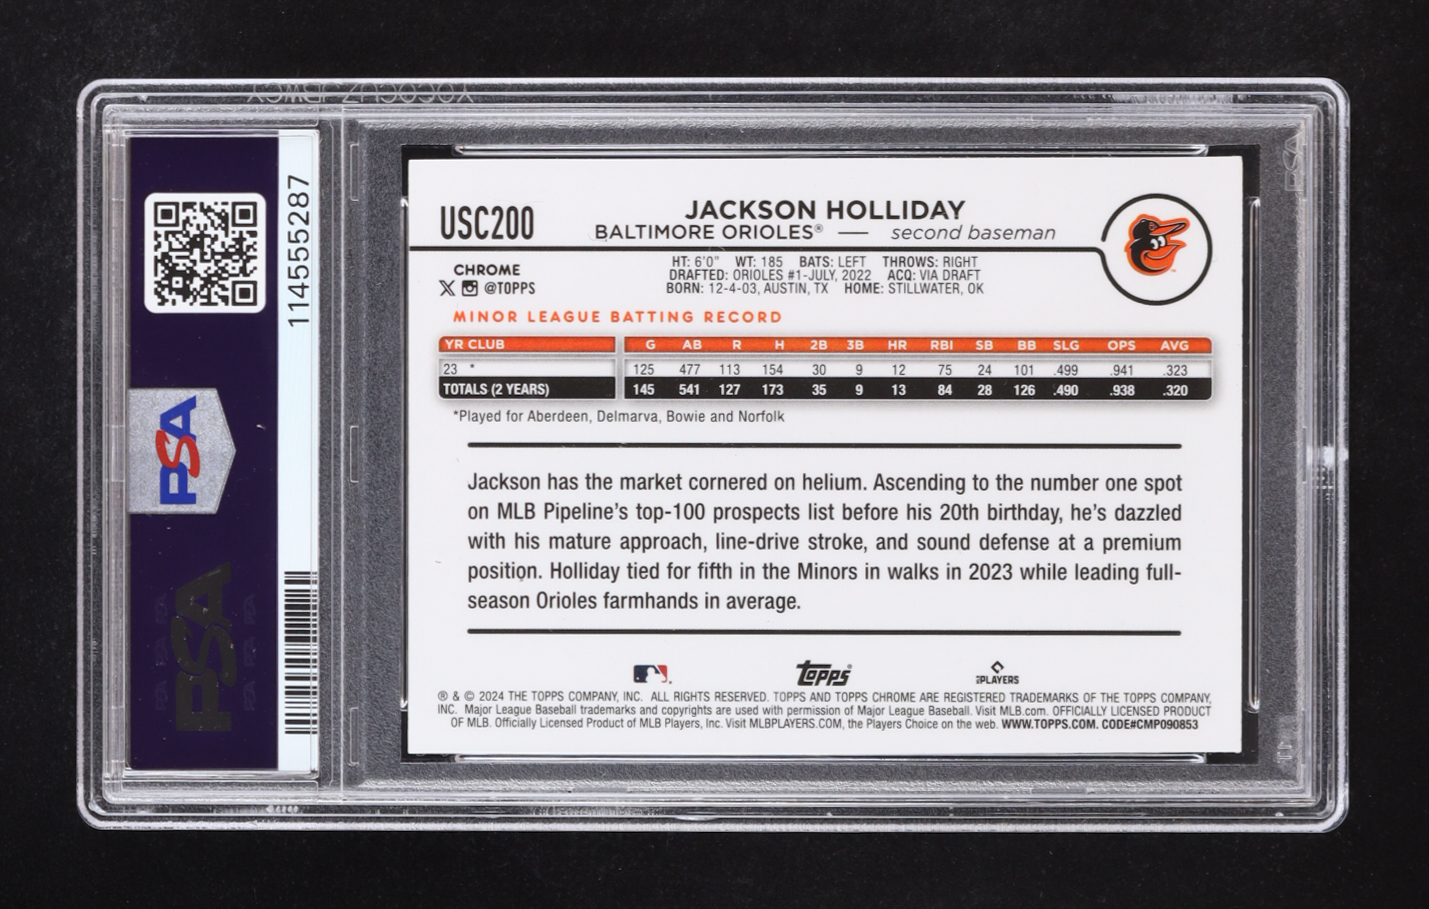 114555287
PSA
PSA
USC200
JACKSON HOLLIDAY
BALTIMORE ORIOLES® — second baseman
CHROME
@TOPPS
HT: 6'0" WT: 185 BATS: LEFT THROWS: RIGHT
DRAFTED: ORIOLES #1-JULY, 2022 ACQ: VIA DRAFT
BORN: 12-4-03, AUSTIN, TX HOME: STILLWATER, OK
MINOR LEAGUE BATTING RECORD
YR CLUB G AB R H 2B 3B HR RBI SB BB SLG OPS AVG
23 * 125 477 113 154 30 9 12 75 24 101 .499 .941 .323
TOTALS (2 YEARS) 145 541 127 173 35 9 13 84 28 126 .490 .938 .320
*Played for Aberdeen, Delmarva, Bowie and Norfolk
Jackson has the market cornered on helium. Ascending to the number one spot
on MLB Pipeline's top-100 prospects list before his 20th birthday, he's dazzled
with his mature approach, line-drive stroke, and sound defense at a premium
position. Holliday tied for fifth in the Minors in walks in 2023 while leading full-
season Orioles farmhands in average.
Topps®
PLAYERS
® & © 2024 THE TOPPS COMPANY, INC. ALL RIGHTS RESERVED. TOPPS AND TOPPS CHROME ARE REGISTERED TRADEMARKS OF THE TOPPS COMPANY,
INC. Major League Baseball trademarks and copyrights are used with permission of Major League Baseball. Visit MLB.com. OFFICIALLY LICENSED PRODUCT
OF MLB. Officially Licensed Product of MLB Players, Inc. Visit MLBPLAYERS.COM, the Players Choice on the web. WWW.TOPPS.COM. CODE#CMP090853